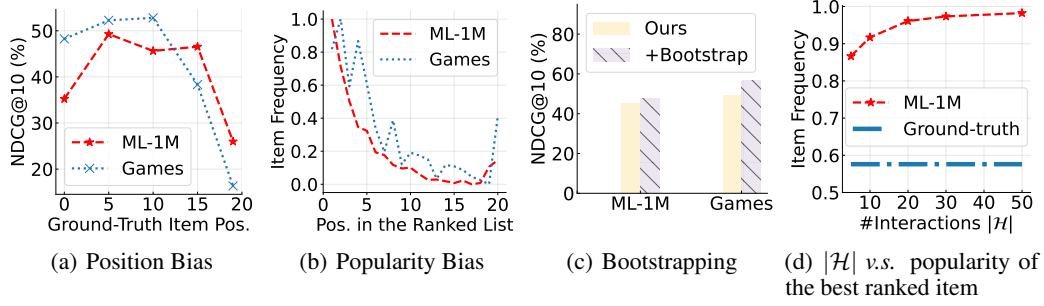 NDCG@10 (%)
50
40
30
20
0
5
10
15
20
Ground-Truth Item Pos.
ML-1M
Games
(a) Position Bias
Item Frequency
1.0
0.8
0.6
0.4
0.2
0.0
0
5
10
15
20
Pos. in the Ranked List
ML-1M
Games
(b) Popularity Bias
NDCG@10 (%)
80
60
40
20
0
ML-1M
Games
Ours
+Bootstrap
(c) Bootstrapping
Item Frequency
1.0
0.9
0.8
0.7
0.6
0.5
10
20
30
40
50
#Interactions |ℋ|
ML-1M
Ground-truth
(d) |ℋ| v.s. popularity of
the best ranked item